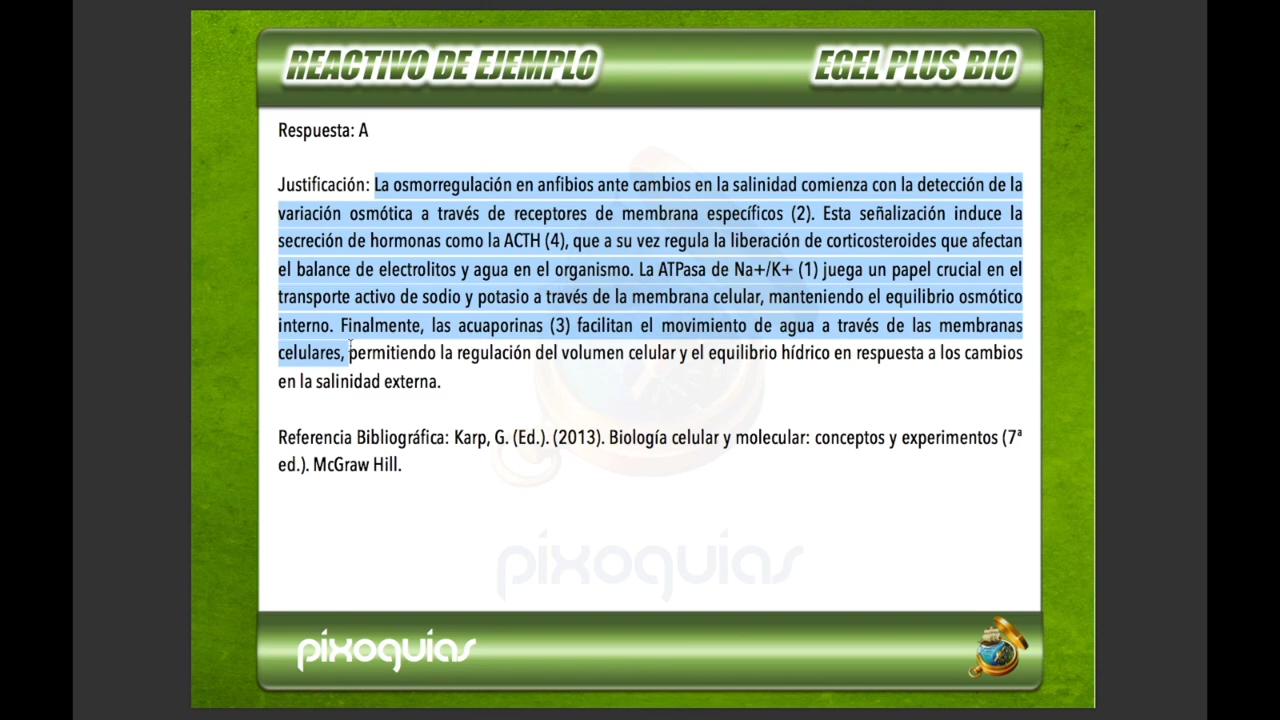 REACTIVO DE EJEMPLO
EGEL PLUS BIO
Respuesta: A
Justificación: La osmorregulación en anfibios ante cambios en la salinidad comienza con la detección de la
variación osmótica a través de receptores de membrana específicos (2). Esta señalización induce la
secreción de hormonas como la ACTH (4), que a su vez regula la liberación de corticosteroides que afectan
el balance de electrolitos y agua en el organismo. La ATPasa de Na+/K+ (1) juega un papel crucial en el
transporte activo de sodio y potasio a través de la membrana celular, manteniendo el equilibrio osmótico
interno. Finalmente, las acuaporinas (3) facilitan el movimiento de agua a través de las membranas
celulares, permitiendo la regulación del volumen celular y el equilibrio hídrico en respuesta a los cambios
en la salinidad externa.
Referencia Bibliográfica: Karp, G. (Ed.). (2013). Biología celular y molecular: conceptos y experimentos (7ª
ed.). McGraw Hill.
pixoguias
pixoguias